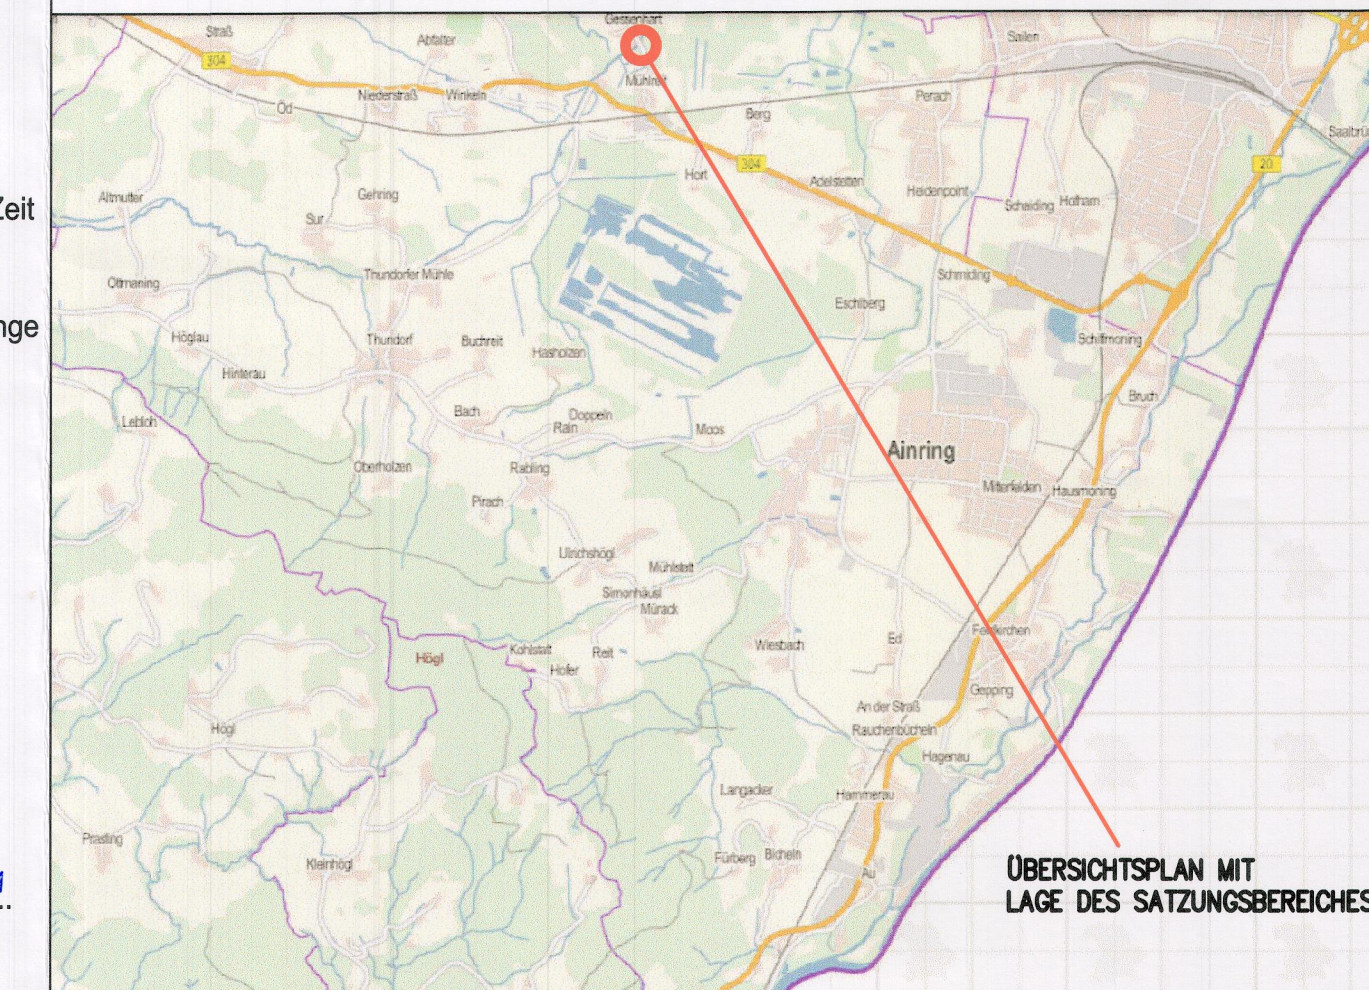 Gessenhart
Straß
Abfalter
Sailen
304
Mühlreit
Niederstraß
Winkeln
Perach
Öd
Berg
Saalbrü
304
20
Hort
Adelstetten
Heidenpoint
Altmutter
Gehring
Scheiding
Hofham
Zeit
Sur
Thundorfer Mühle
Schmiding
Ottmaning
Eschlberg
nge
Höglau
Thundorf
Buchreit
Schiffmoning
Hasholzen
Hinterau
Bruch
Bach
Doppeln
Lebloh
Rain
Moos
Ainring
Oberholzen
Rabling
Mitterfelden
Hausmoning
Pirach
Ulrichshögl
Mühlstatt
Simonhäusl
Mürack
Feldkirchen
Wiesbach
Ed
Kohlstatt
Reit
Högl
Hofer
Gepping
An der Straß
Högl
Rauchenbücheln
Hagenau
Langacker
Hammerau
Prasting
Fürberg
Bicheln
Kleinhögl
Au
ÜBERSICHTSPLAN MIT
LAGE DES SATZUNGSBEREICHES